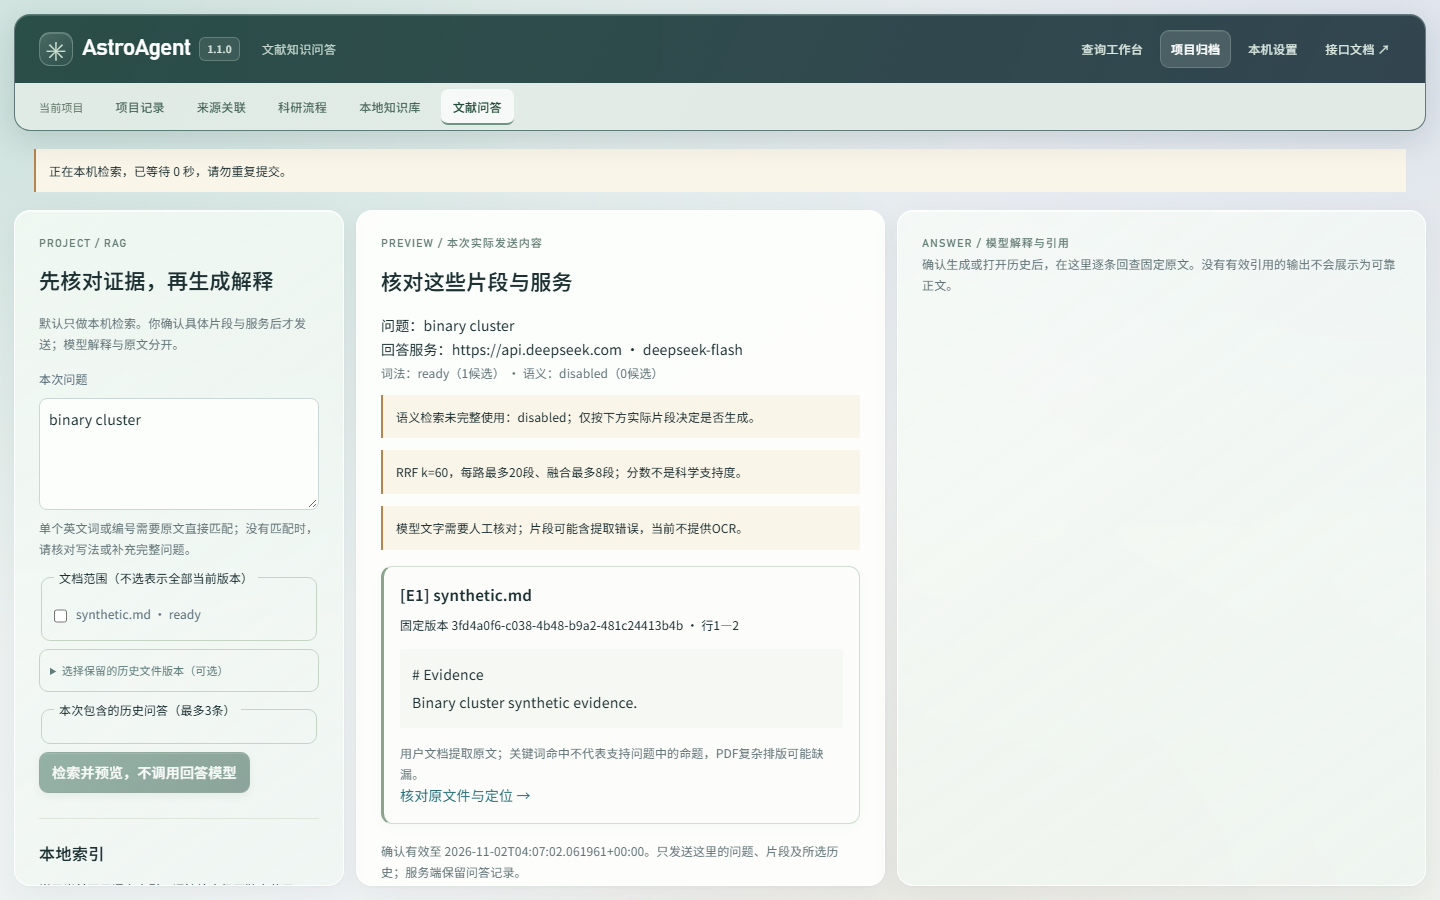 AstroAgent 1.1.0 文献知识问答 查询工作台 项目归档 本机设置 接口文档 ↗
当前项目 项目记录 来源关联 科研流程 本地知识库 文献问答
正在本机检索，已等待 0 秒，请勿重复提交。
PROJECT / RAG
先核对证据，再生成解释
默认只做本机检索。你确认具体片段与服务后才发
送；模型解释与原文分开。
本次问题
binary cluster
单个英文词或编号需要原文直接匹配；没有匹配时，
请核对写法或补充完整问题。
文档范围（不选表示全部当前版本）
synthetic.md · ready
▶ 选择保留的历史文件版本（可选）
本次包含的历史问答（最多3条）
检索并预览，不调用回答模型
本地索引
PREVIEW / 本次实际发送内容
核对这些片段与服务
问题：binary cluster
回答服务：https://api.deepseek.com · deepseek-flash
词法：ready（1候选） · 语义：disabled（0候选）
语义检索未完整使用：disabled；仅按下方实际片段决定是否生成。
RRF k=60，每路最多20段、融合最多8段；分数不是科学支持度。
模型文字需要人工核对；片段可能含提取错误，当前不提供OCR。
[E1] synthetic.md
固定版本 3fd4a0f6-c038-4b48-b9a2-481c24413b4b · 行1—2
# Evidence
Binary cluster synthetic evidence.
用户文档提取原文；关键词命中不代表支持问题中的命题，PDF复杂排版可能缺
漏。
核对原文件与定位 →
确认有效至 2026-11-02T04:07:02.061961+00:00。只发送这里的问题、片段及所选历
史；服务端保留问答记录。
ANSWER / 模型解释与引用
确认生成或打开历史后，在这里逐条回查固定原文。没有有效引用的输出不会展示为可靠
正文。